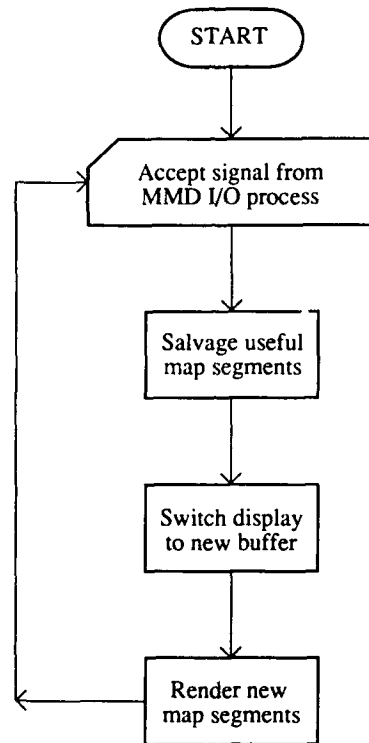 START
Accept signal from
MMD I/O process
Salvage useful
map segments
Switch display
to new buffer
Render new
map segments